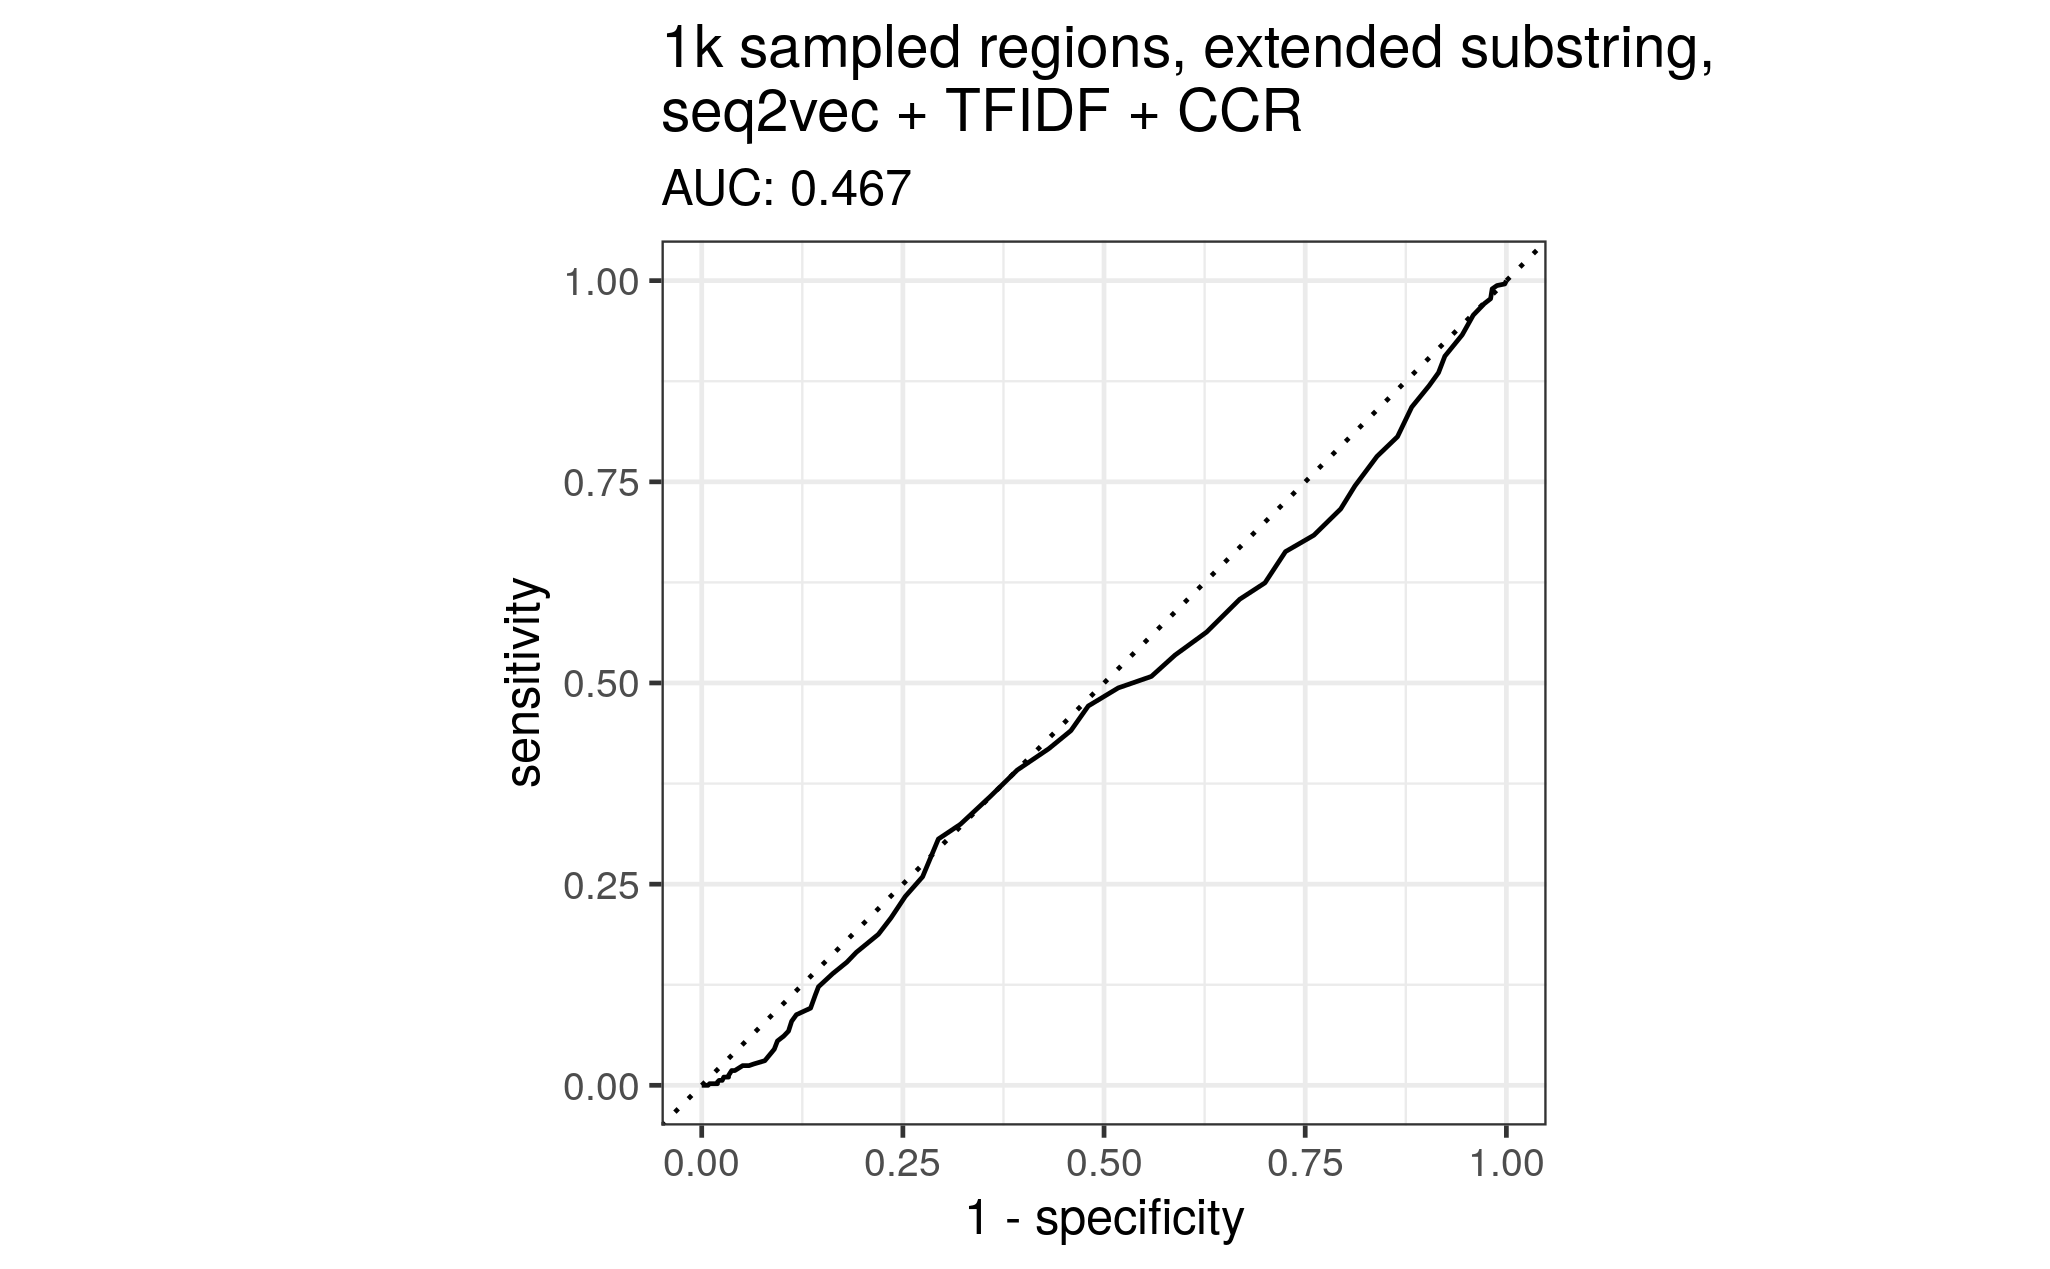 1k sampled regions, extended substring,
seq2vec + TFIDF + CCR
AUC: 0.467
1.00
0.75
0.50
0.25
0.00
sensitivity
0.00 0.25 0.50 0.75 1.00
1 - specificity